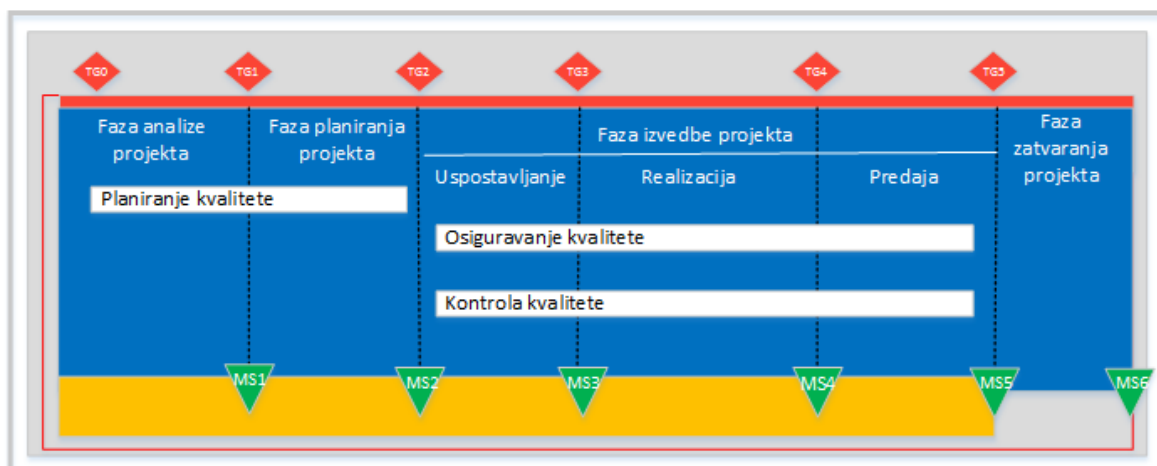 TG0 TG1 TG2 TG3 TG4 TG5
Faza analize
projekta
Faza planiranja
projekta
Faza izvedbe projekta
Uspostavljanje Realizacija Predaja
Faza
zatvaranja
projekta
Planiranje kvalitete
Osiguravanje kvalitete
Kontrola kvalitete
MS1 MS2 MS3 MS4 MS5 MS6